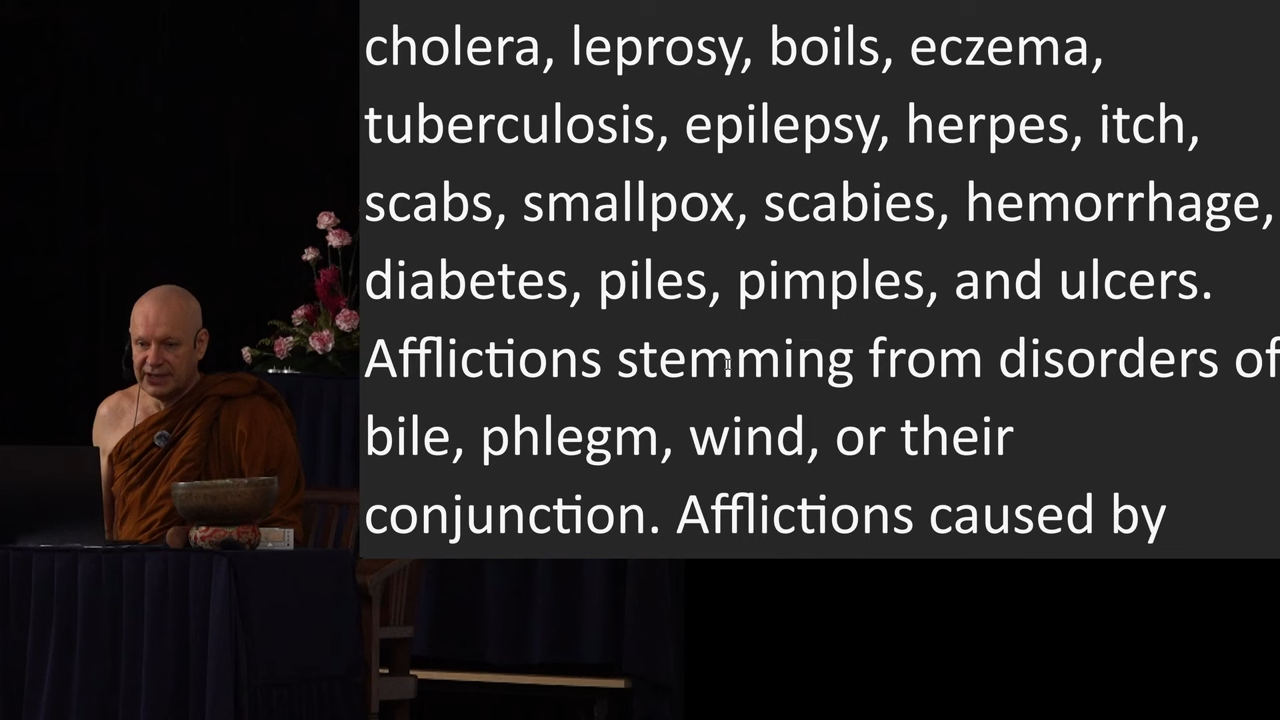 cholera, leprosy, boils, eczema,
tuberculosis, epilepsy, herpes, itch,
scabs, smallpox, scabies, hemorrhage,
diabetes, piles, pimples, and ulcers.
Afflictions stemming from disorders of
bile, phlegm, wind, or their
conjunction. Afflictions caused by